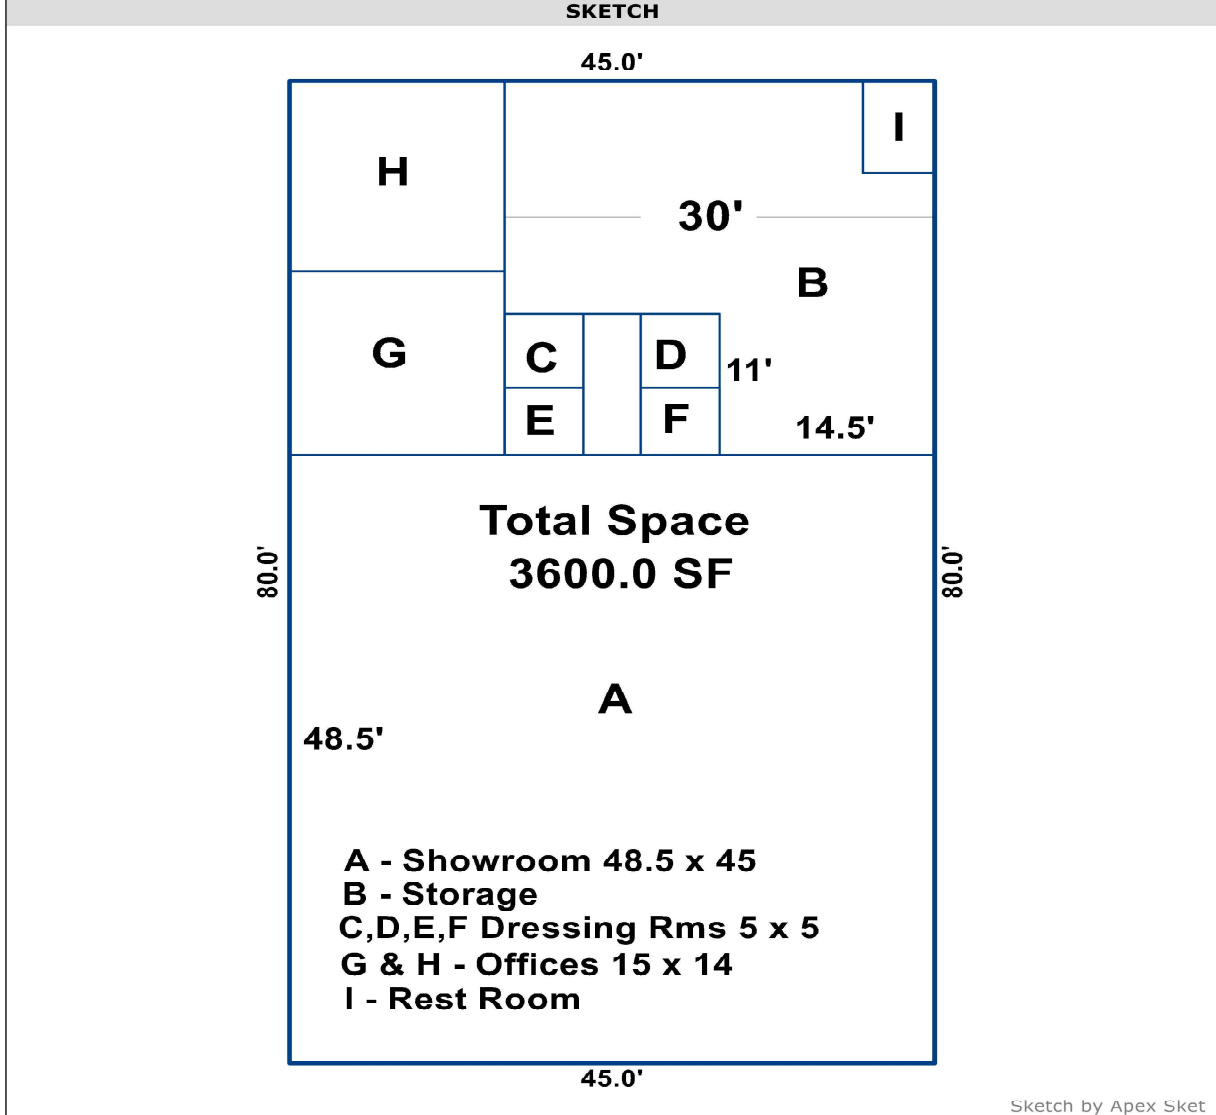 SKETCH
45.0'
I
H
30'
B
C
D
G
11'
E
F
14.5'
Total Space
3600.0 SF
80.0'
80.0'
A
48.5'
A - Showroom 48.5 x 45
B - Storage
C,D,E,F Dressing Rms 5 x 5
G & H - Offices 15 x 14
I - Rest Room
45.0'
Sketch by Apex Sket